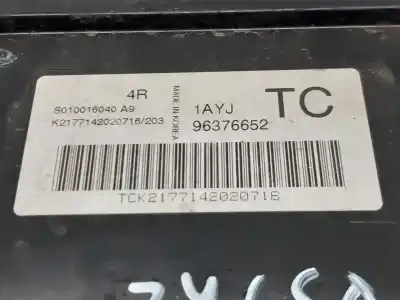 4R
S010016040 A9
K2177142020716/203
MADE IN KOREA
1AYJ
96376652
TC
TCK2177142020716